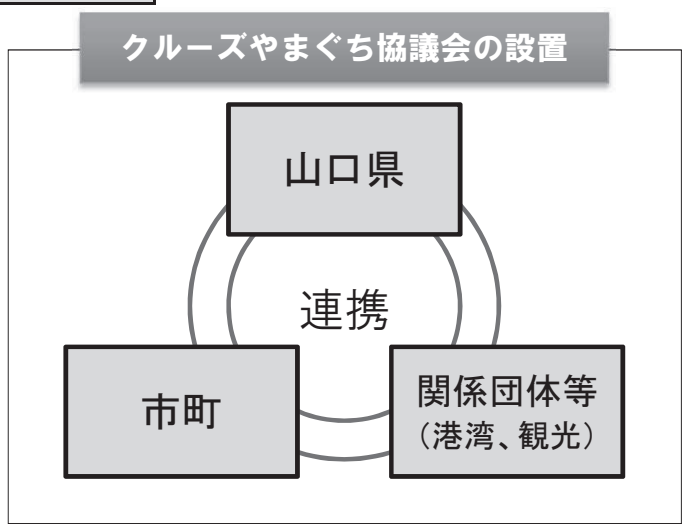 クルーズやまぐち協議会の設置
山口県
連携
市町
関係団体等
(港湾、観光)